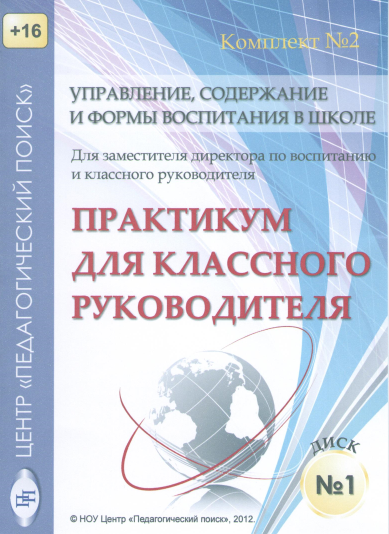 +16
Комплект №2
УПРАВЛЕНИЕ, СОДЕРЖАНИЕ
И ФОРМЫ ВОСПИТАНИЯ В ШКОЛЕ
Для заместителя директора по воспитанию
и классного руководителя
ПРАКТИКУМ
ДЛЯ КЛАССНОГО
РУКОВОДИТЕЛЯ
ЦЕНТР «ПЕДАГОГИЧЕСКИЙ ПОИСК»
ПП
ДИСК
№1
© НОУ Центр «Педагогический поиск», 2012.